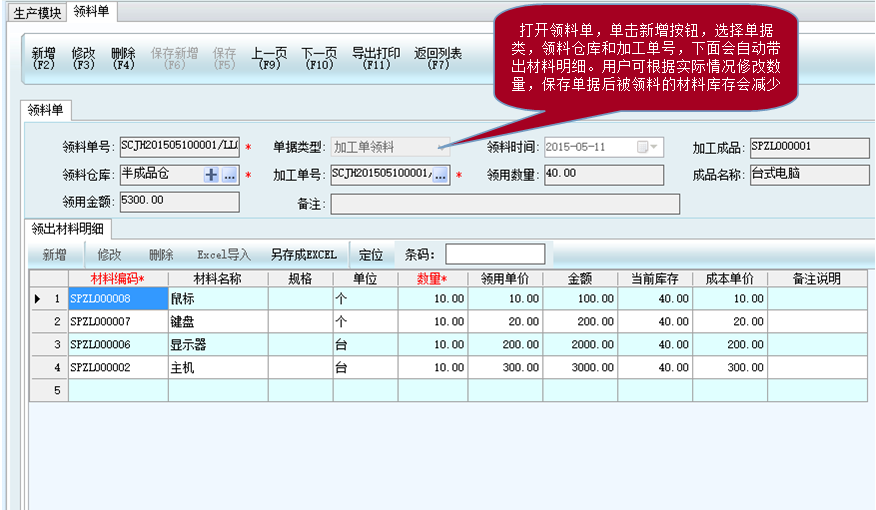 生产模块 领料单
打开领料单，单击新增按钮，选择单据
类，领料仓库和加工单号，下面会自动带
出材料明细。用户可根据实际情况修改数
量，保存单据后被领料的材料库存会减少
新增 修改 删除 保存新增 保存 上一页 下一页 导出打印 返回列表
(F2) (F3) (F4) (F6) (F5) (F9) (F10) (F11) (F7)
领料单
领料单号: SCJH201505100001/LL * 单据类型: 加工单领料 领料时间: 2015-05-11 加工成品: SPZL000001
领料仓库: 半成品仓 + ... * 加工单号: SCJH201505100001/ ... * 领用数量: 40.00 成品名称: 台式电脑
领用金额: 5300.00 备注:
领出材料明细
新增 修改 删除 Excel导入 另存成EXCEL 定位 条码:
材料编码* 材料名称 规格 单位 数量* 领用单价 金额 当前库存 成本单价 备注说明
1 SPZL000008 鼠标 个 10.00 10.00 100.00 40.00 10.00
2 SPZL000007 键盘 个 10.00 20.00 200.00 40.00 20.00
3 SPZL000006 显示器 台 10.00 200.00 2000.00 40.00 200.00
4 SPZL000002 主机 台 10.00 300.00 3000.00 40.00 300.00
5